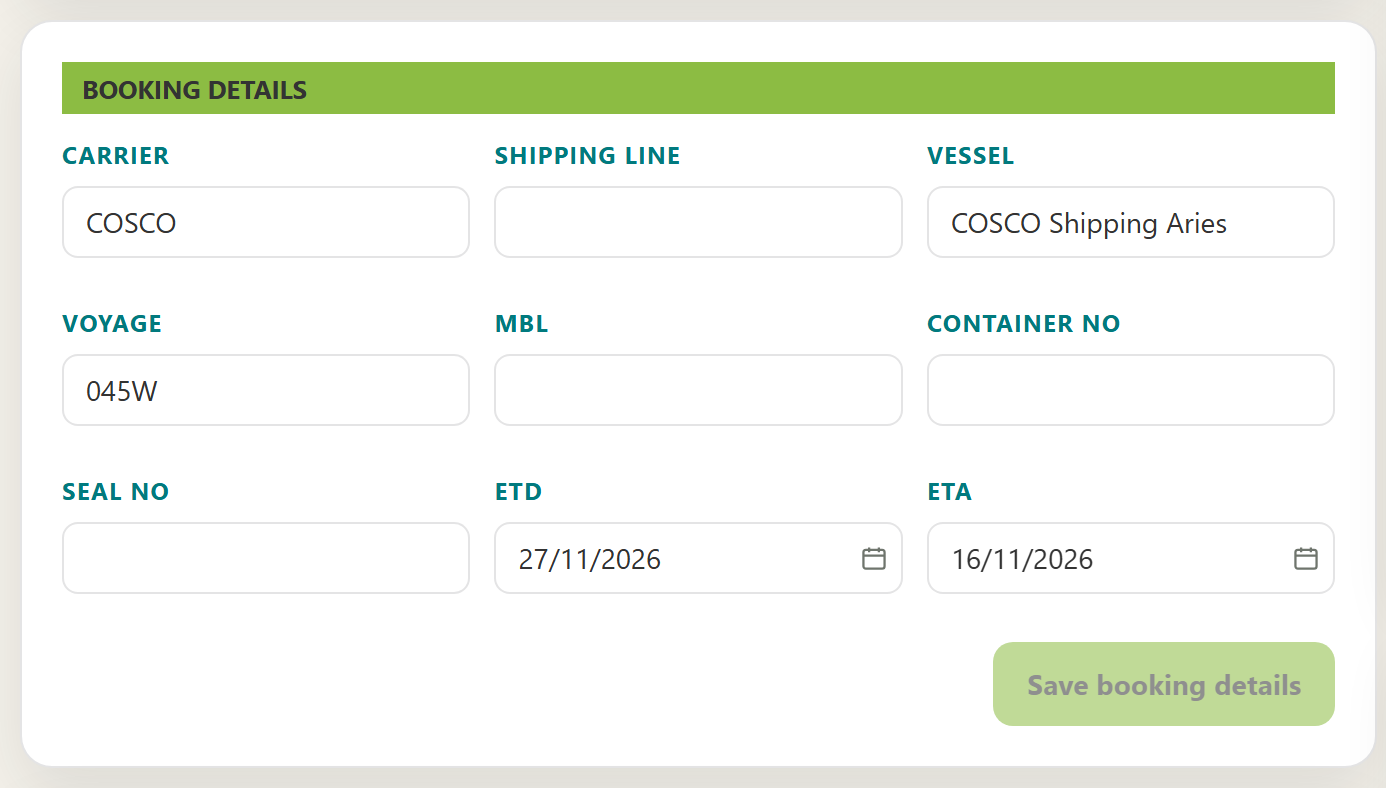 BOOKING DETAILS
CARRIER SHIPPING LINE VESSEL
COSCO COSCO Shipping Aries
VOYAGE MBL CONTAINER NO
045W
SEAL NO ETD ETA
27/11/2026 16/11/2026
Save booking details